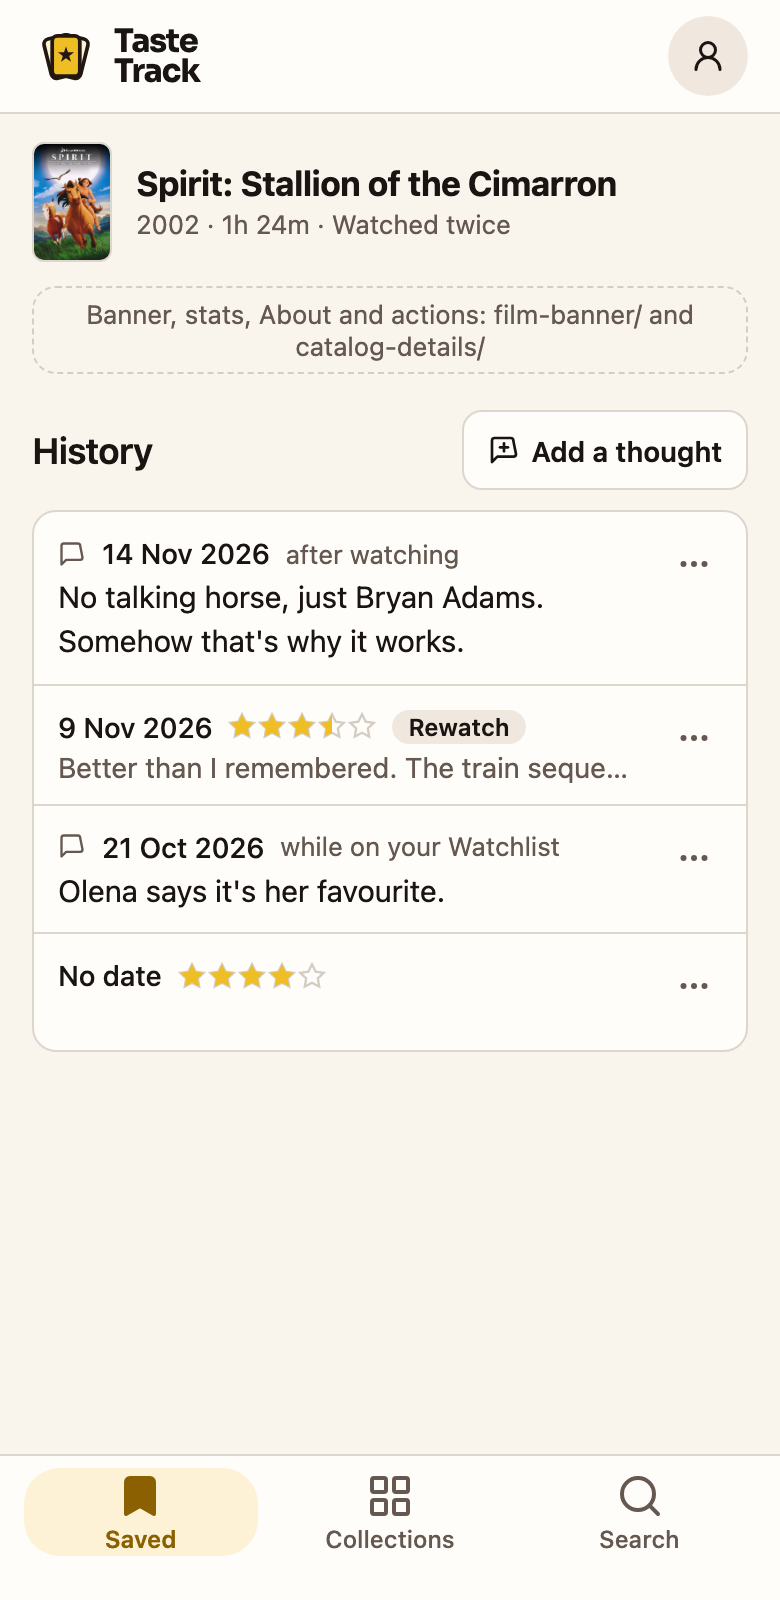 Taste
Track
SPIRIT
Spirit: Stallion of the Cimarron
2002 · 1h 24m · Watched twice
Banner, stats, About and actions: film-banner/ and
catalog-details/
History
Add a thought
14 Nov 2026 after watching
No talking horse, just Bryan Adams.
Somehow that's why it works.
9 Nov 2026 Rewatch
Better than I remembered. The train seque...
21 Oct 2026 while on your Watchlist
Olena says it's her favourite.
No date
Saved
Collections
Search